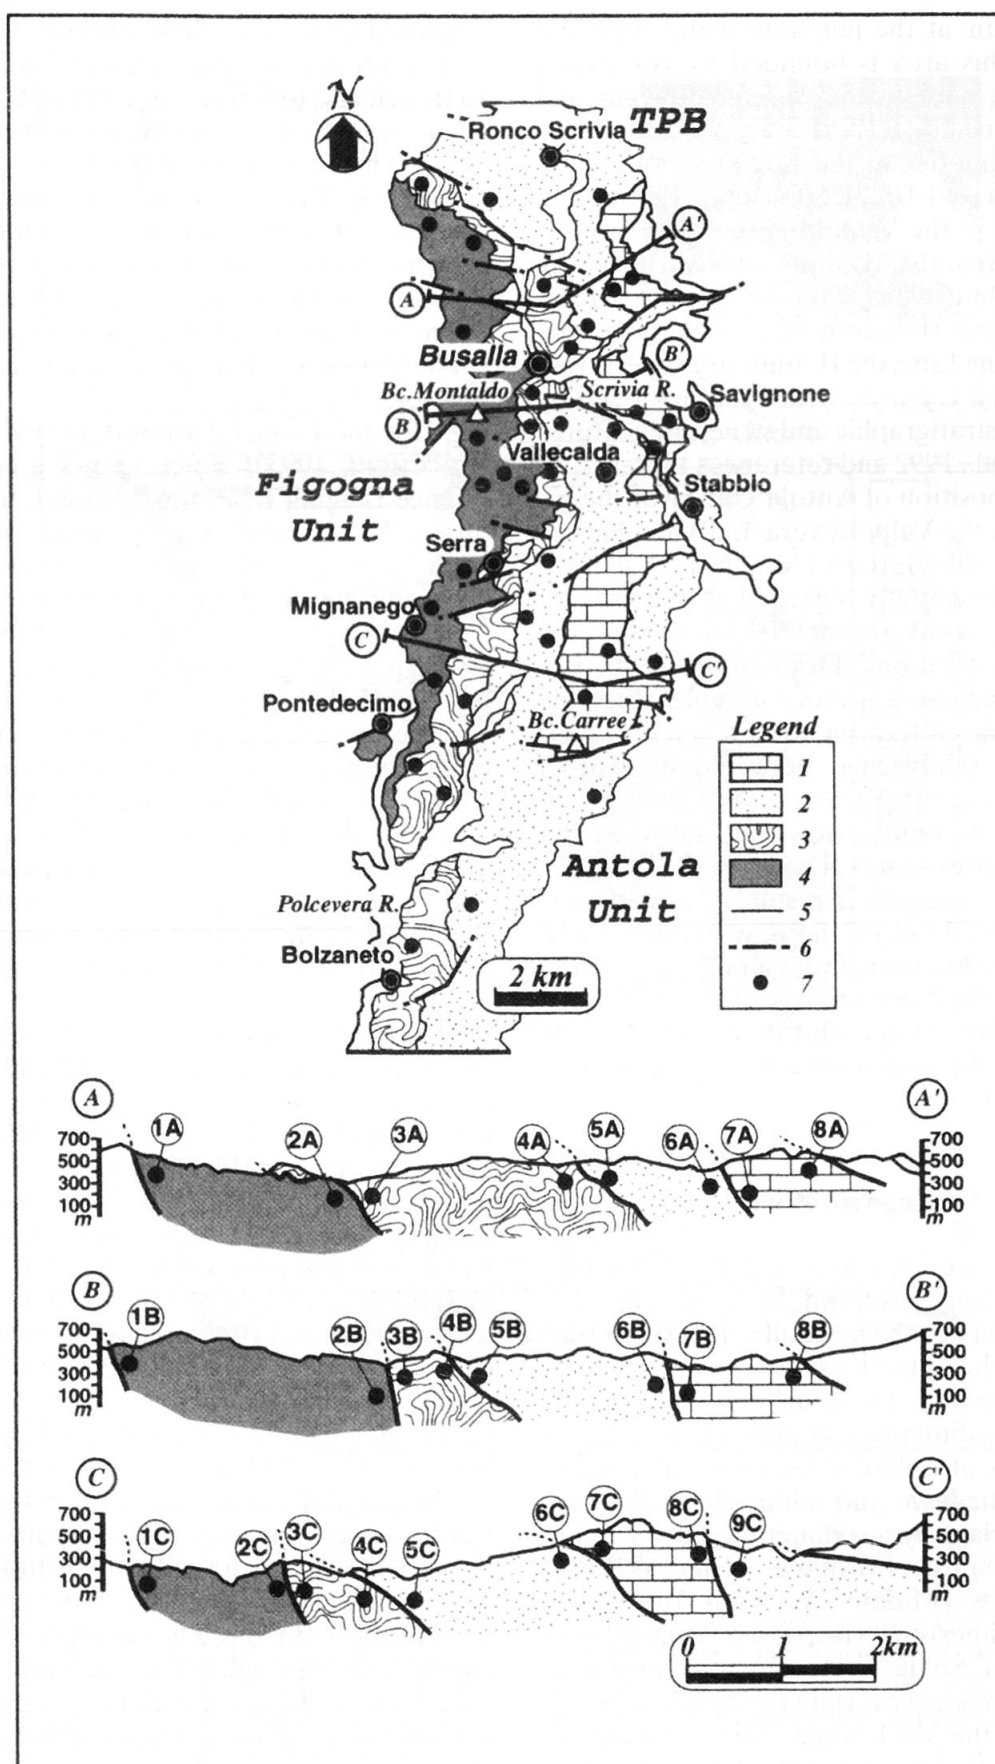 N
Ronco Scrivia
TPB
A'
A
Busalla
B'
Bc.Montaldo
Scrivia R.
Savignone
B
Vallecalda
Figogna
Unit
Stabbio
Serra
Mignanego
C
C'
Pontedecimo
Bc.Carree
Legend
1
2
3
4
5
6
7
Antola
Unit
Polcevera R.
Bolzaneto
2 km
A
A'
700
500
300
100
m
1A
2A
3A
4A
5A
6A
7A
8A
700
500
300
100
m
B
B'
700
500
300
100
m
1B
2B
3B
4B
5B
6B
7B
8B
700
500
300
100
m
C
C'
700
500
300
100
m
1C
2C
3C
4C
5C
6C
7C
8C
9C
700
500
300
100
m
0 1 2km